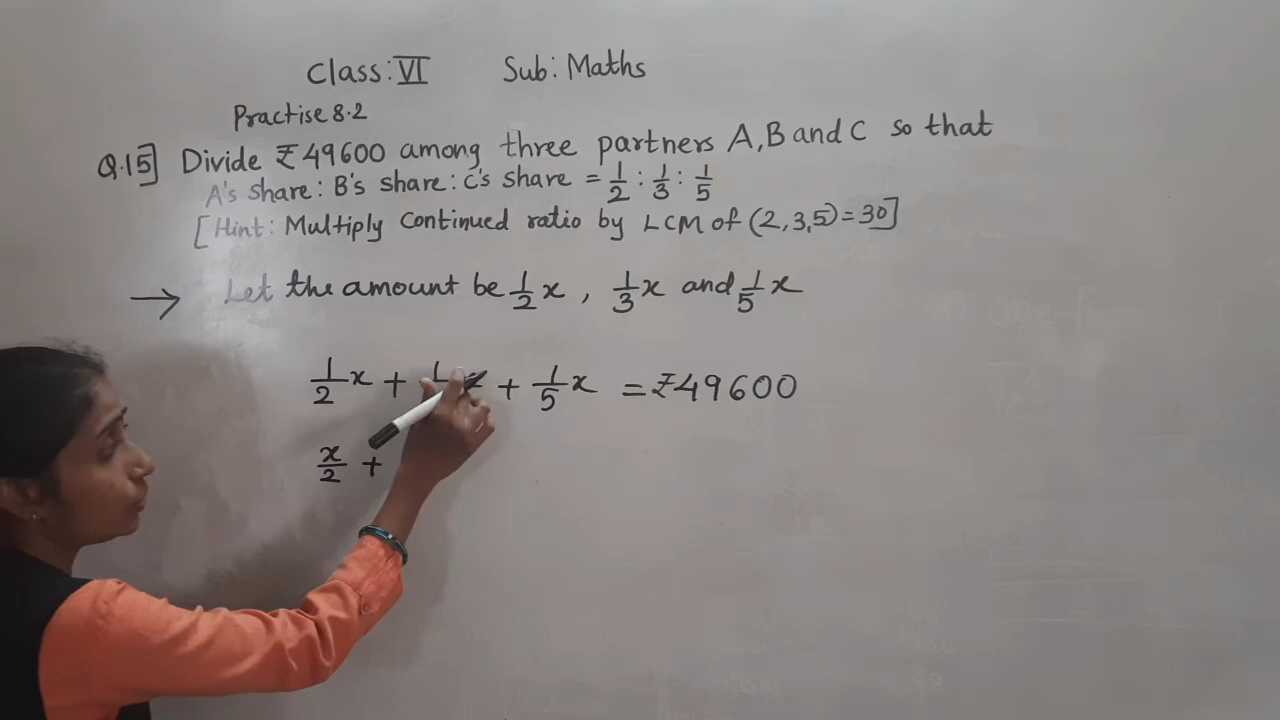 Class: VI Sub: Maths
Practise 8.2
Q.15] Divide ₹49600 among three partners A, B and C so that
A's share : B's share : C's share = 1/2 : 1/3 : 1/5
[Hint: Multiply Continued ratio by LCM of (2,3,5)=30]
→ Let the amount be 1/2 x, 1/3 x and 1/5 x
1/2 x + 1 x + 1/5 x = ₹49600
x/2 +